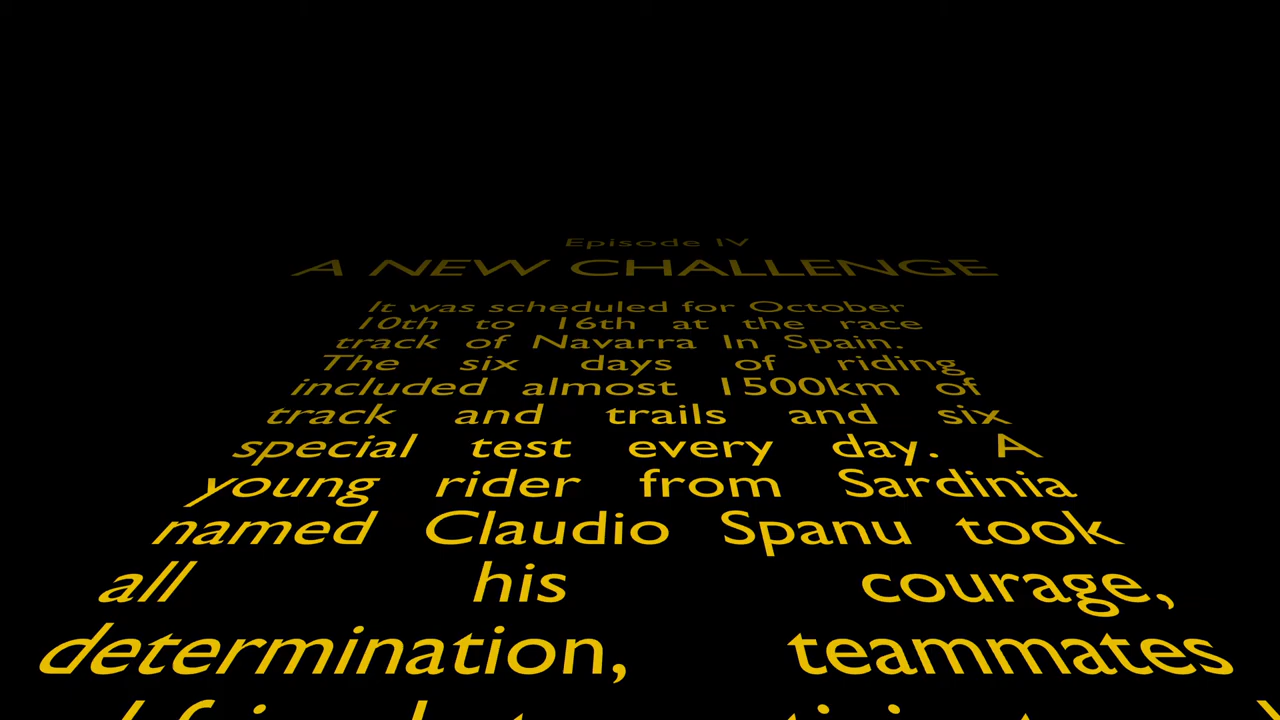 Episode IV
A NEW CHALLENGE
It was scheduled for October
10th to 16th at the race
track of Navarra In Spain.
The six days of riding
included almost 1500km of
track and trails and six
special test every day. A
young rider from Sardinia
named Claudio Spanu took
all his courage,
determination, teammates